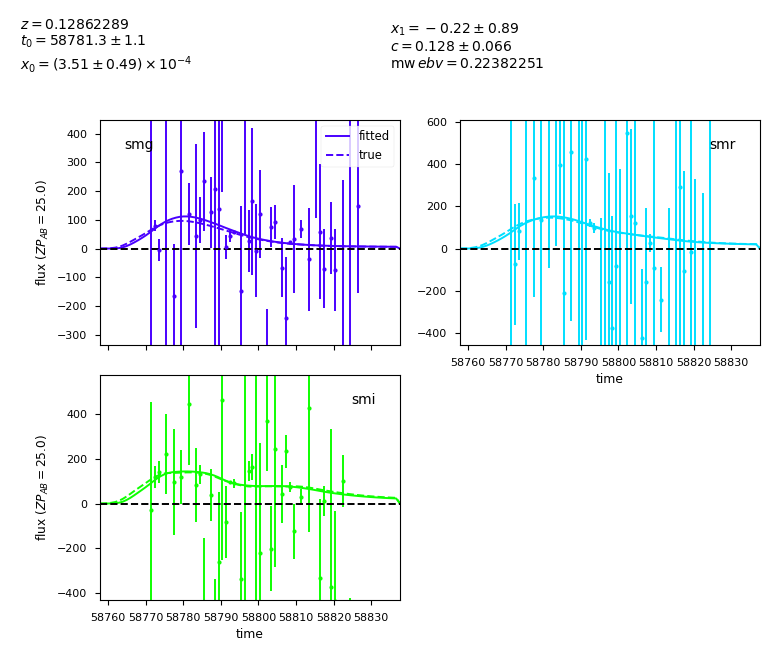 z = 0.12862289
t₀ = 58781.3 ± 1.1
x₀ = (3.51 ± 0.49) × 10⁻⁴
x₁ = −0.22 ± 0.89
c = 0.128 ± 0.066
mw ebv = 0.22382251
smg
fitted
true
400
300
200
100
0
−100
−200
−300
flux (ZP_AB = 25.0)
smr
600
400
200
0
−200
−400
58760 58770 58780 58790 58800 58810 58820 58830
time
smi
400
200
0
−200
−400
flux (ZP_AB = 25.0)
58760 58770 58780 58790 58800 58810 58820 58830
time